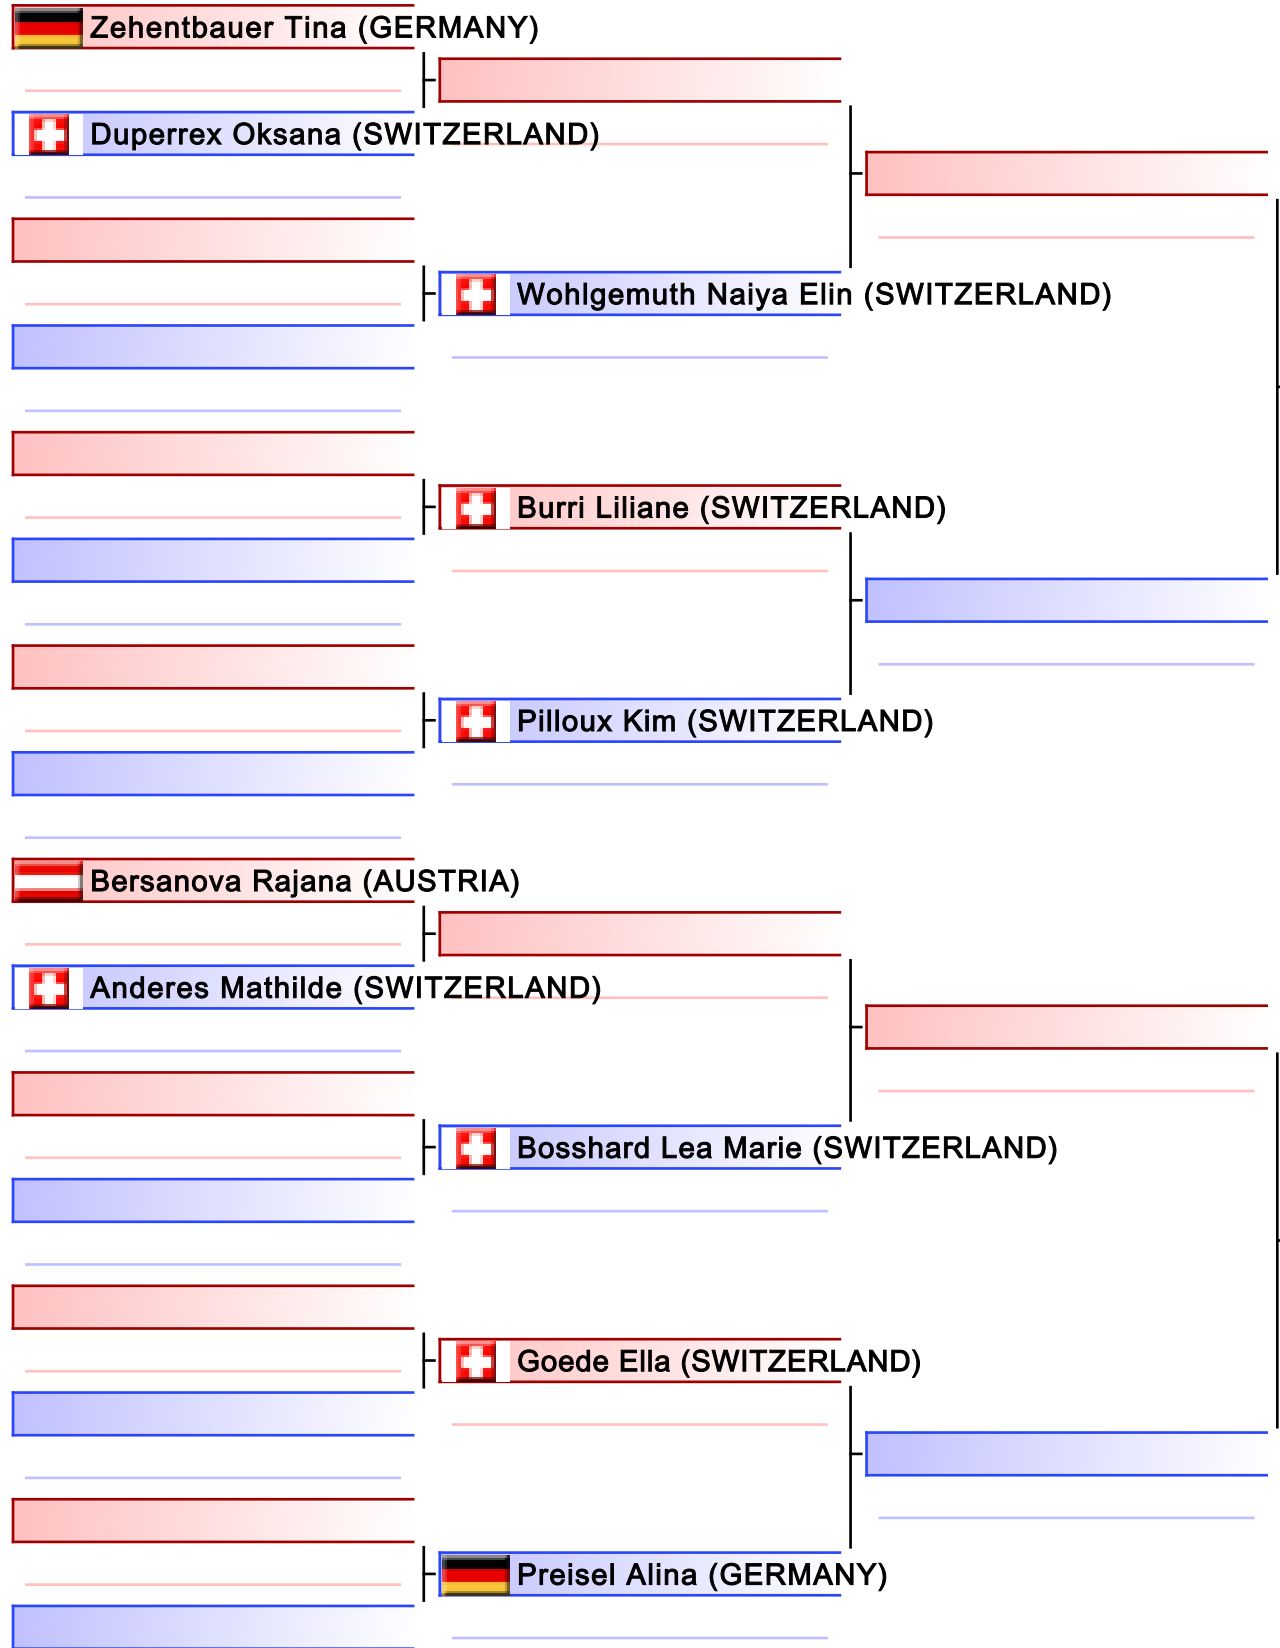 Zehentbauer Tina (GERMANY)
Duperrex Oksana (SWITZERLAND)
Wohlgemuth Naiya Elin (SWITZERLAND)
Burri Liliane (SWITZERLAND)
Pilloux Kim (SWITZERLAND)
Bersanova Rajana (AUSTRIA)
Anderes Mathilde (SWITZERLAND)
Bosshard Lea Marie (SWITZERLAND)
Goede Ella (SWITZERLAND)
Preisel Alina (GERMANY)